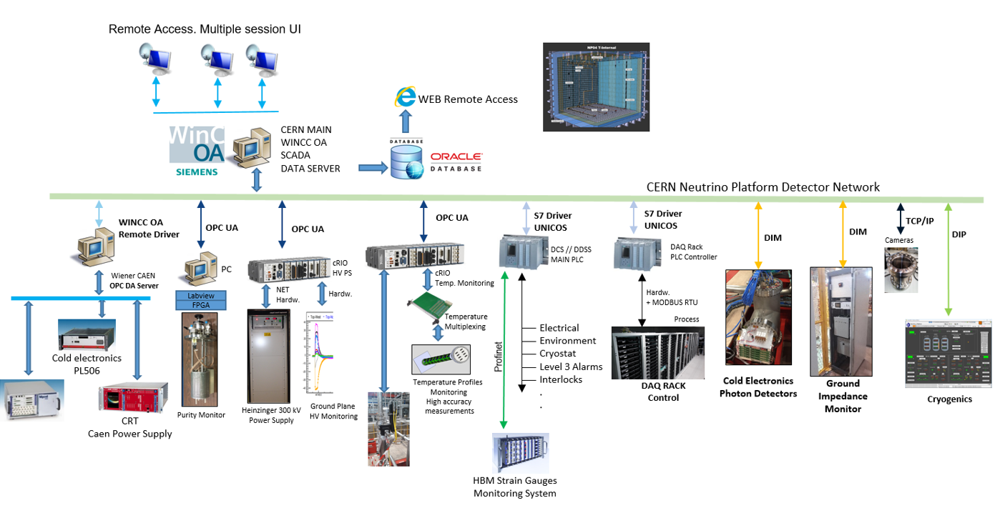 Remote Access. Multiple session UI
NP04 T-Internal
WEB Remote Access
WinC
OA
SIEMENS
CERN MAIN
WINCC OA
SCADA
DATA SERVER
DATABASE
ORACLE
DATABASE
CERN Neutrino Platform Detector Network
WINCC OA
Remote Driver
OPC UA
OPC UA
OPC UA
S7 Driver
UNICOS
S7 Driver
UNICOS
DIM
DIM
TCP/IP
DIP
Cameras
Wiener CAEN
OPC DA Server
PC
Labview
FPGA
cRIO
HV PS
NET
Hardw.
Hardw.
cRIO
Temp. Monitoring
Temperature
Multiplexing
DCS // DDSS
MAIN PLC
DAQ Rack
PLC Controller
Hardw.
+ MODBUS RTU
Process
Profinet
Electrical
Environment
Cryostat
Level 3 Alarms
Interlocks
.
.
Cold electronics
PL506
CRT
Caen Power Supply
Purity Monitor
Heinzinger 300 kV
Power Supply
Ground Plane
HV Monitoring
Temperature Profiles
Monitoring
High accuracy
measurements
HBM Strain Gauges
Monitoring System
DAQ RACK
Control
Cold Electronics
Photon Detectors
Ground
Impedance
Monitor
Cryogenics